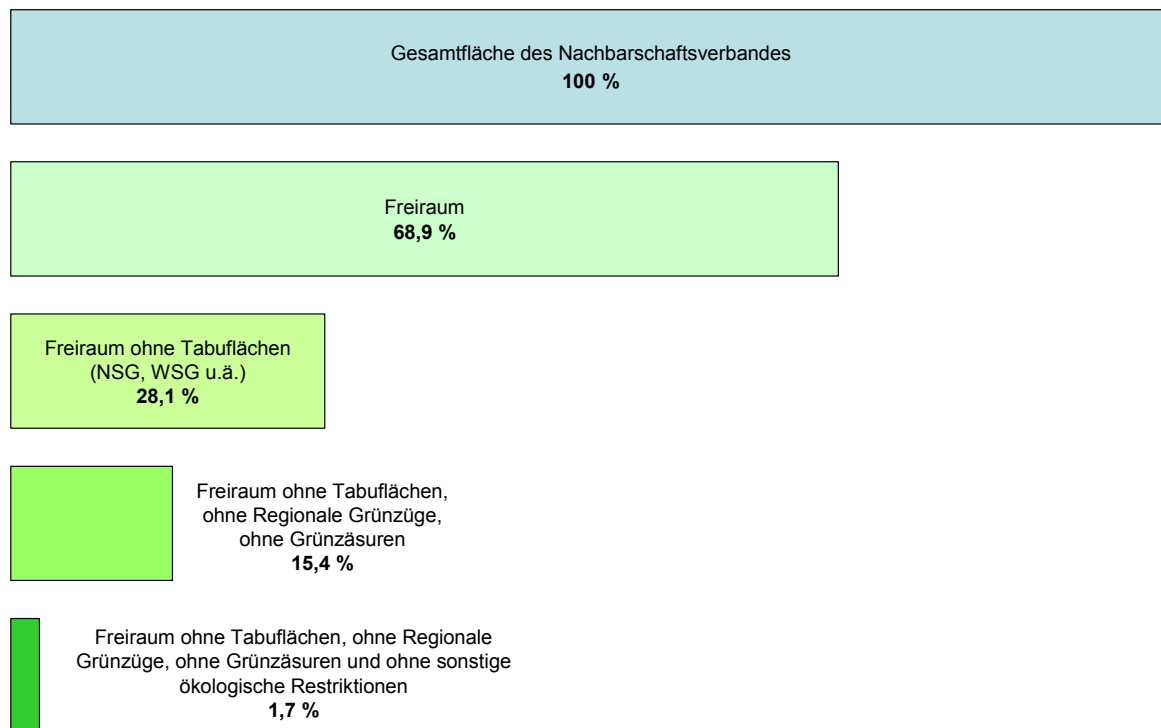 Gesamtfläche des Nachbarschaftsverbandes
100 %
Freiraum
68,9 %
Freiraum ohne Tabuflächen
(NSG, WSG u.ä.)
28,1 %
Freiraum ohne Tabuflächen,
ohne Regionale Grünzüge,
ohne Grünzäsuren
15,4 %
Freiraum ohne Tabuflächen, ohne Regionale
Grünzüge, ohne Grünzäsuren und ohne sonstige
ökologische Restriktionen
1,7 %